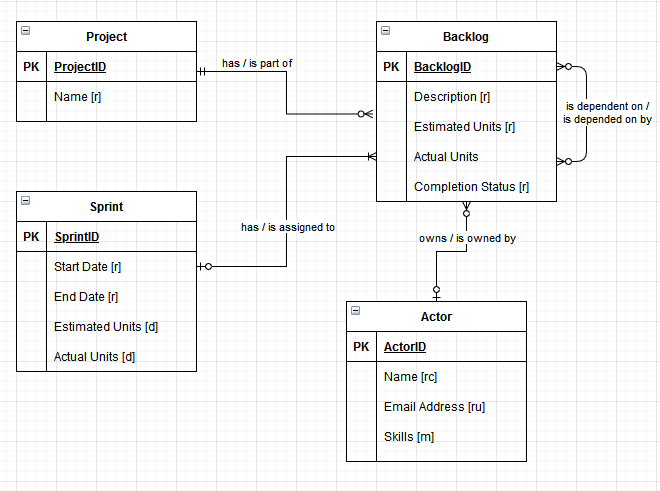 Project
PK ProjectID
Name [r]
has / is part of
Backlog
PK BacklogID
Description [r]
Estimated Units [r]
Actual Units
Completion Status [r]
is dependent on /
is depended on by
Sprint
PK SprintID
Start Date [r]
End Date [r]
Estimated Units [d]
Actual Units [d]
has / is assigned to
owns / is owned by
Actor
PK ActorID
Name [rc]
Email Address [ru]
Skills [m]